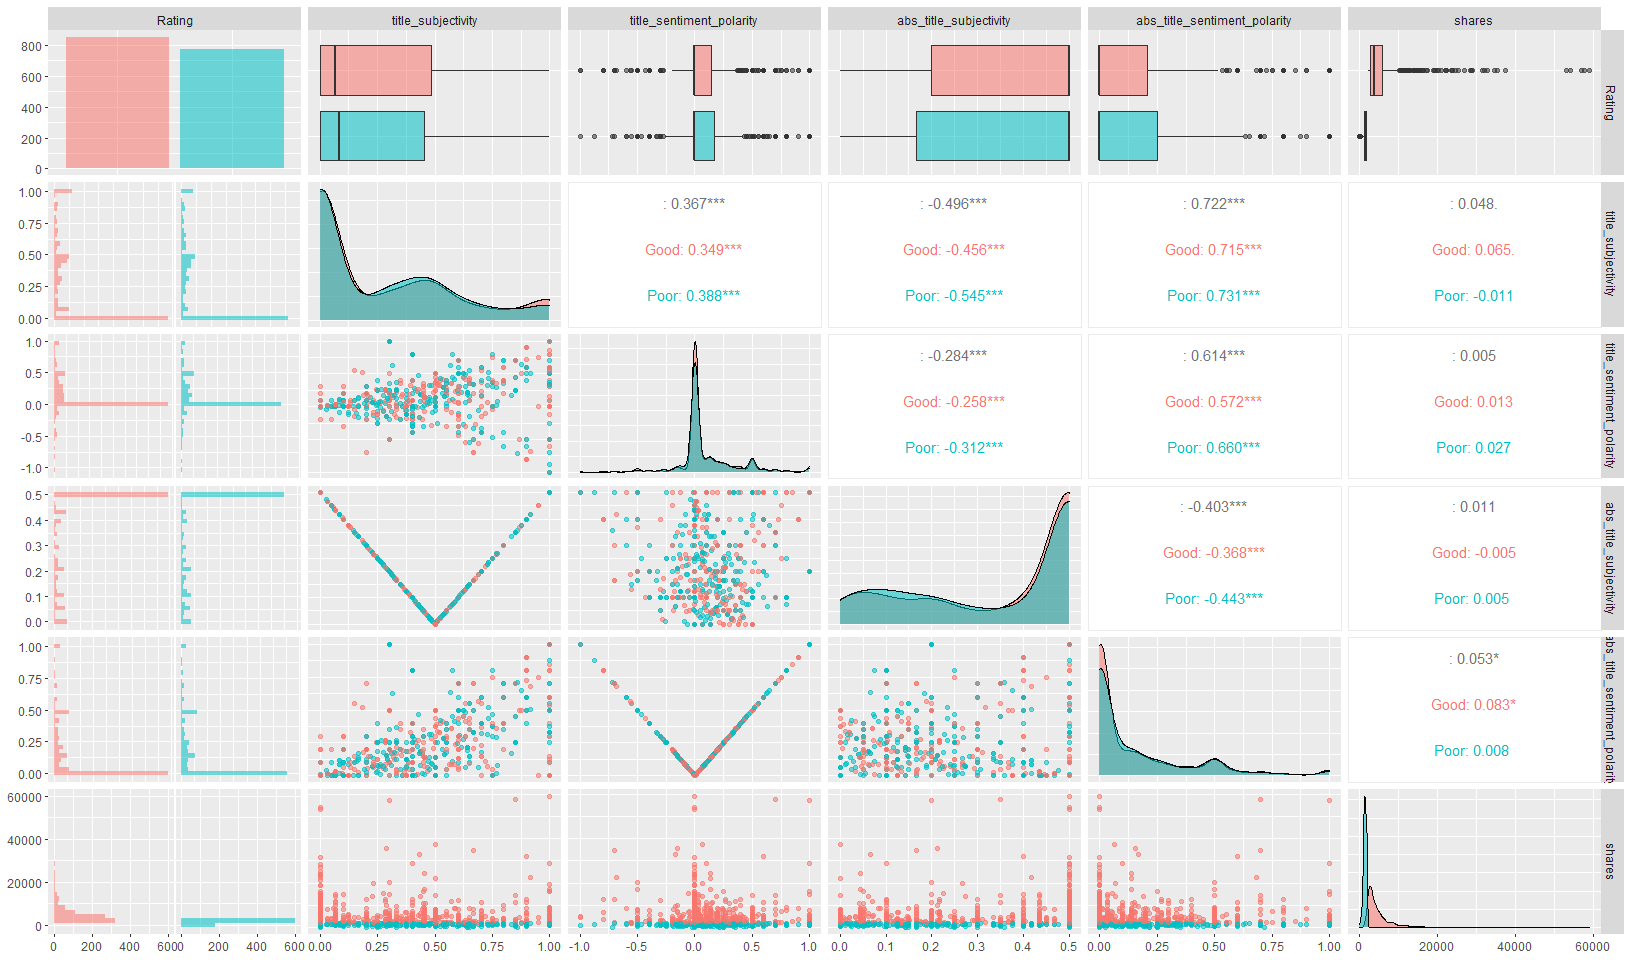 Rating title_subjectivity title_sentiment_polarity abs_title_subjectivity abs_title_sentiment_polarity shares
800
600
400
200
0
Rating
1.00
0.75
0.50
0.25
0.00
: 0.367*** : -0.496*** : 0.722*** : 0.048.
Good: 0.349*** Good: -0.456*** Good: 0.715*** Good: 0.065.
Poor: 0.388*** Poor: -0.545*** Poor: 0.731*** Poor: -0.011
title_subjectivity
1.0
0.5
0.0
-0.5
-1.0
: -0.284*** : 0.614*** : 0.005
Good: -0.258*** Good: 0.572*** Good: 0.013
Poor: -0.312*** Poor: 0.660*** Poor: 0.027
title_sentiment_polarity
0.5
0.4
0.3
0.2
0.1
0.0
: -0.403*** : 0.011
Good: -0.368*** Good: -0.005
Poor: -0.443*** Poor: 0.005
abs_title_subjectivity
1.00
0.75
0.50
0.25
0.00
: 0.053*
Good: 0.083*
Poor: 0.008
abs_title_sentiment_polarity
60000
40000
20000
0
shares
0 200 400 600 0 200 400 600 0.00 0.25 0.50 0.75 1.00 -1.0 -0.5 0.0 0.5 1.0 0.0 0.1 0.2 0.3 0.4 0.5 0.00 0.25 0.50 0.75 1.00 0 20000 40000 60000